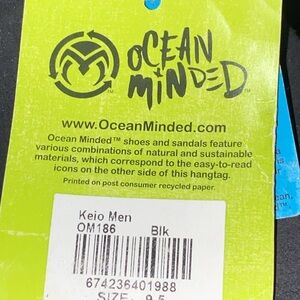 OCEAN
MINDED™
www.OceanMinded.com
Ocean Minded™ shoes and sandals feature
various combinations of natural and sustainable
materials, which correspond to the easy-to-read
icons on the other side of this hangtag.
Printed on post consumer recycled paper.
Keio Men
OM186 Blk
674236401988
SIZE 9.5